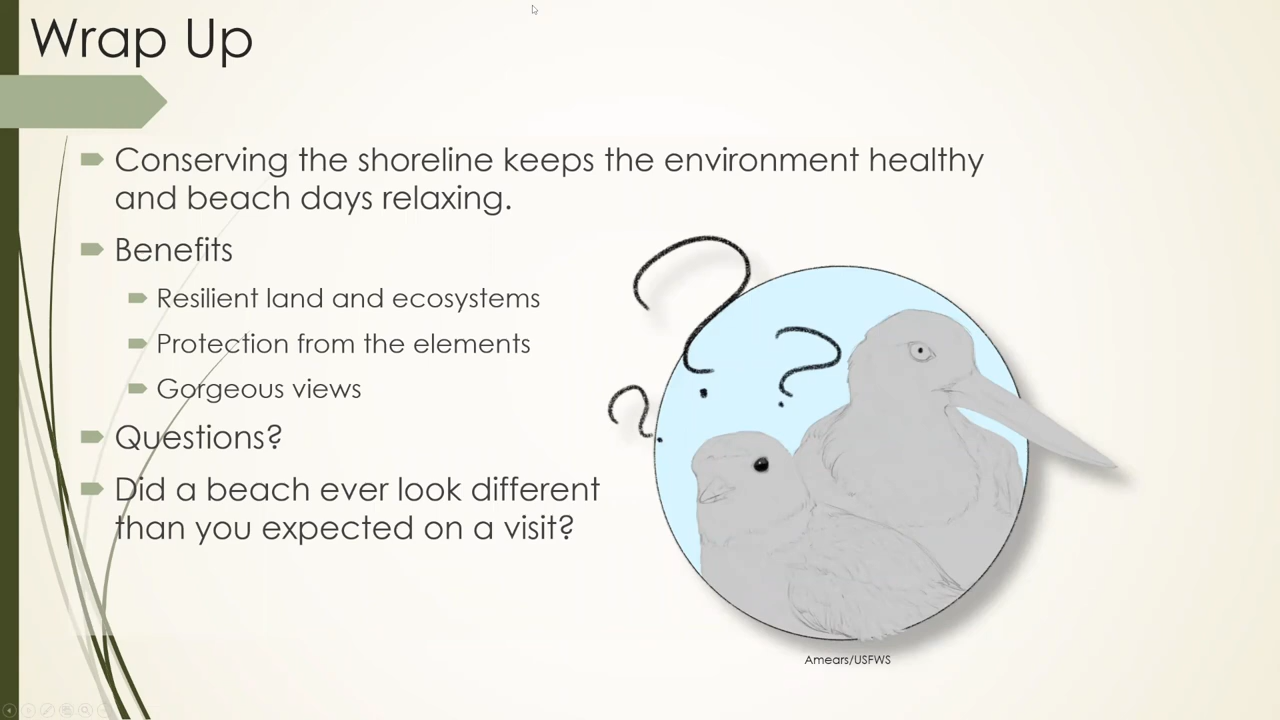 Wrap Up
Conserving the shoreline keeps the environment healthy
and beach days relaxing.
Benefits
Resilient land and ecosystems
Protection from the elements
Gorgeous views
Questions?
Did a beach ever look different
than you expected on a visit?
? ? ?
Amears/USFWS